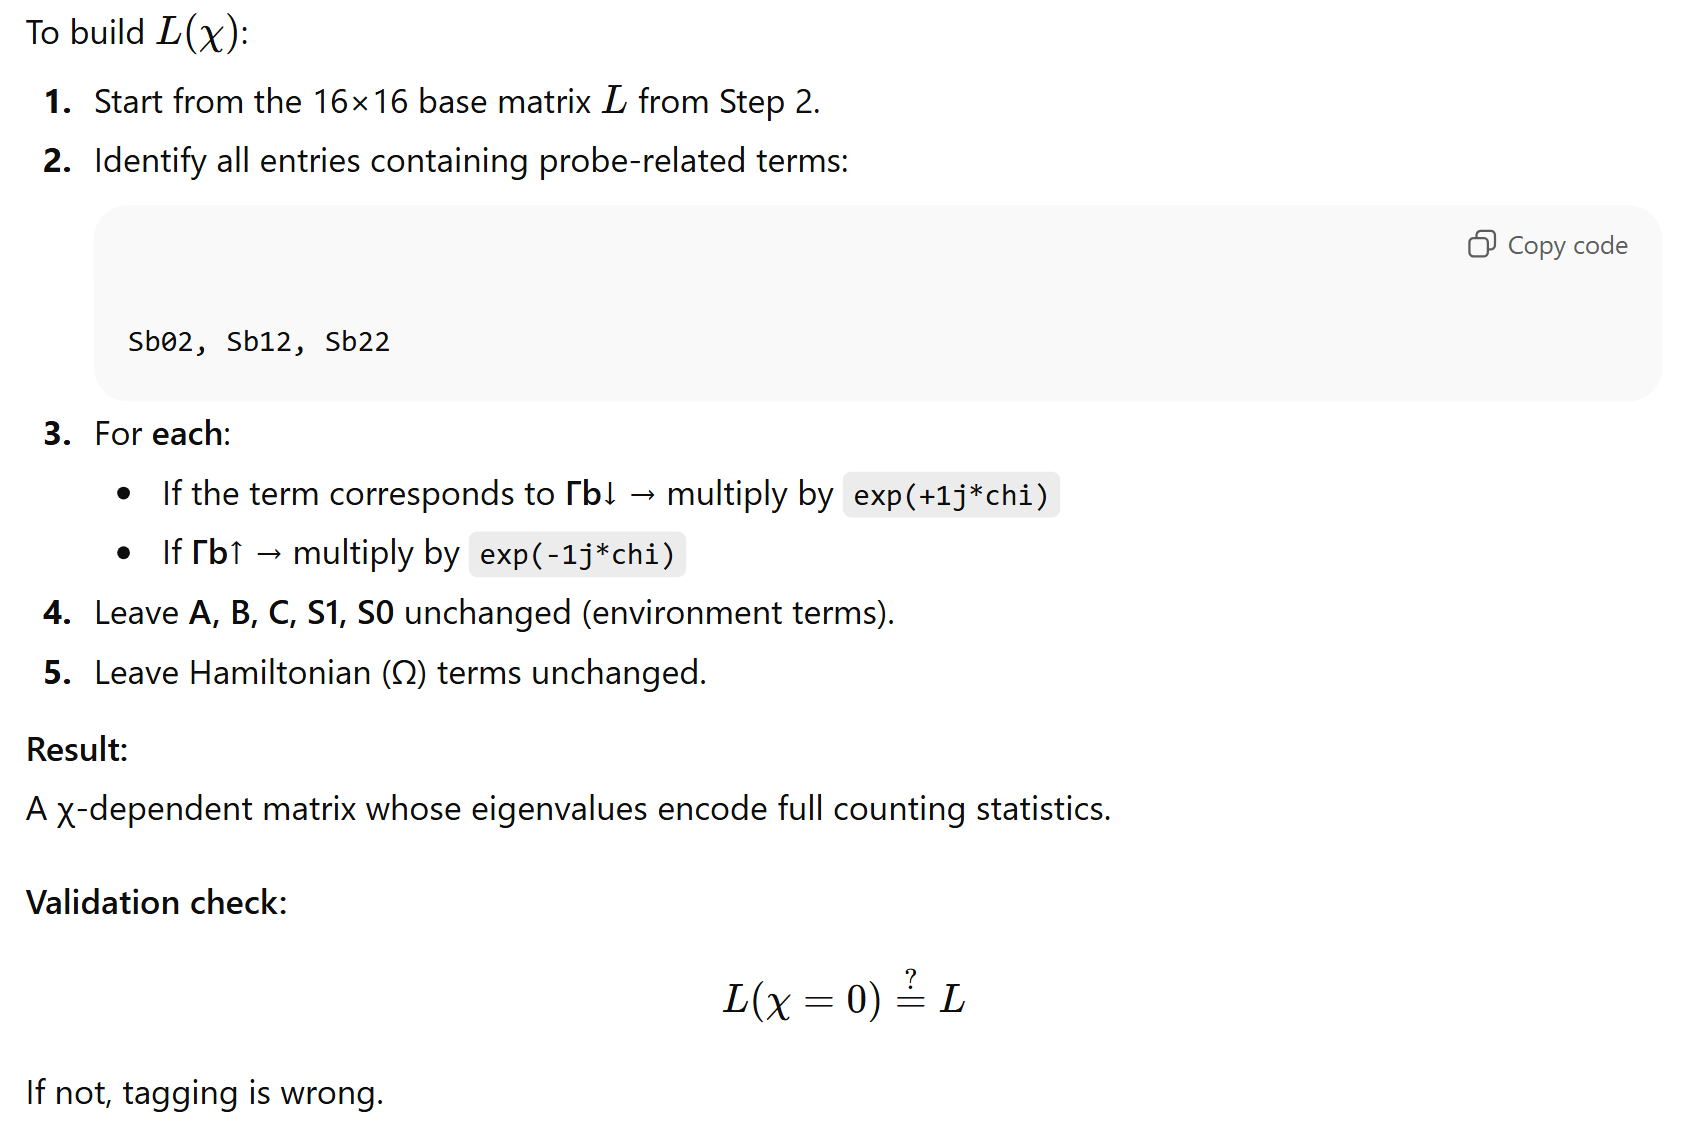 To build L(χ):
1. Start from the 16×16 base matrix L from Step 2.
2. Identify all entries containing probe-related terms:
Copy code
Sb02, Sb12, Sb22
3. For each:
• If the term corresponds to Γb↓ → multiply by exp(+1j*chi)
• If Γb↑ → multiply by exp(-1j*chi)
4. Leave A, B, C, S1, S0 unchanged (environment terms).
5. Leave Hamiltonian (Ω) terms unchanged.
Result:
A χ-dependent matrix whose eigenvalues encode full counting statistics.
Validation check:
L(χ = 0) ≟ L
If not, tagging is wrong.